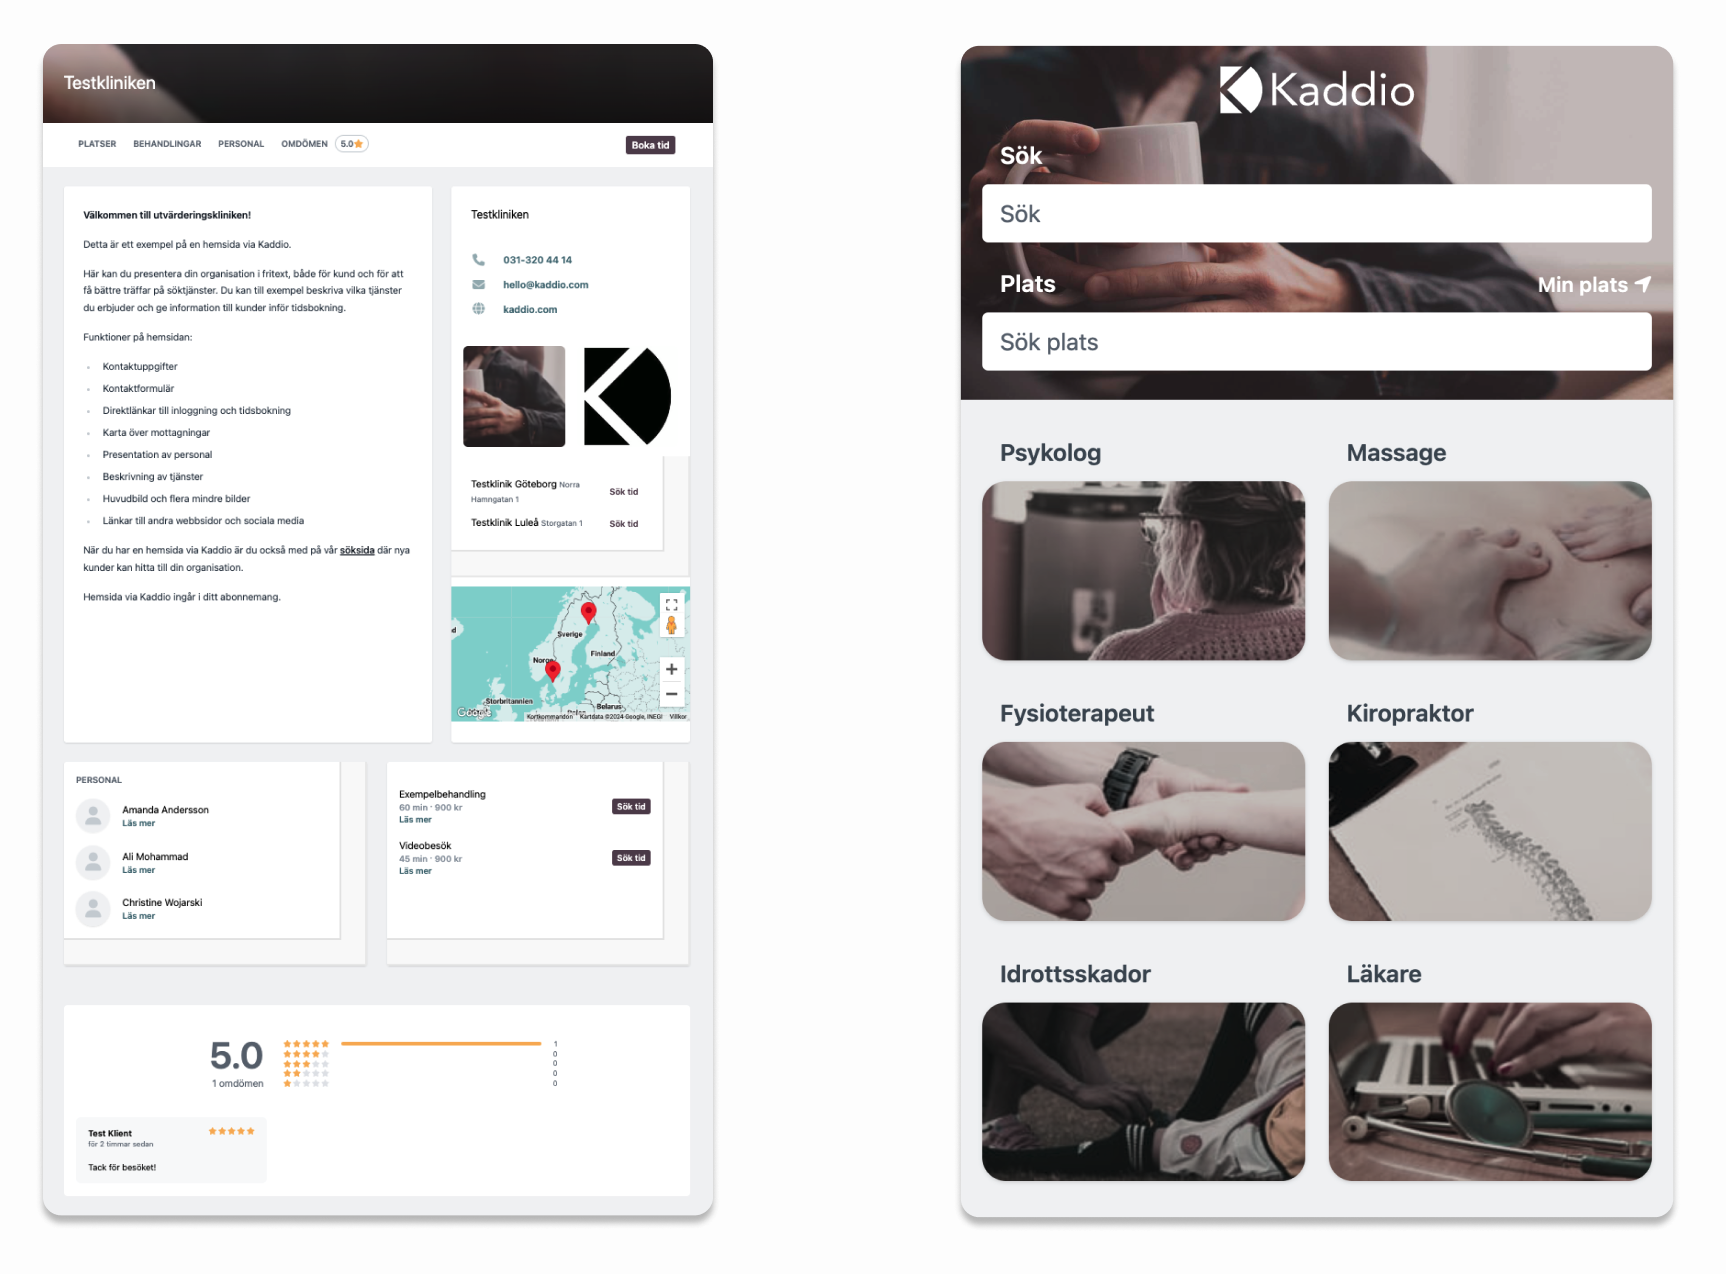 Testkliniken
PLATSER BEHANDLINGAR PERSONAL OMDÖMEN 5.0 Boka tid
Välkommen till utvärderingskliniken!
Detta är ett exempel på en hemsida via Kaddio.
Här kan du presentera din organisation i fritext, både för kund och för att
få bättre träffar på söktjänster. Du kan till exempel beskriva vilka tjänster
du erbjuder och ge information till kunder inför tidsbokning.
Funktioner på hemsidan:
Kontaktuppgifter
Kontaktformulär
Direktlänkar till inloggning och tidsbokning
Karta över mottagningar
Presentation av personal
Beskrivning av tjänster
Huvudbild och flera mindre bilder
Länkar till andra webbsidor och sociala media
När du har en hemsida via Kaddio är du också med på vår söksida där nya
kunder kan hitta till din organisation.
Hemsida via Kaddio ingår i ditt abonnemang.
Testkliniken
031-320 44 14
hello@kaddio.com
kaddio.com
Testklinik Göteborg Norra
Hamngatan 1
Sök tid
Testklinik Luleå Storgatan 1 Sök tid
Sverige
Finland
Norge
Storbritannien
Belarus
Google
Kortkommandon Kartdata ©2024 Google, INEGI Villkor
PERSONAL
Amanda Andersson
Läs mer
Ali Mohammad
Läs mer
Christine Wojarski
Läs mer
Exempelbehandling
60 min · 900 kr
Läs mer
Sök tid
Videobesök
45 min · 900 kr
Läs mer
Sök tid
5.0
1 omdömen
1
0
0
0
0
Test Klient
för 2 timmar sedan
Tack för besöket!
Kaddio
Sök
Sök
Plats Min plats
Sök plats
Psykolog Massage
Fysioterapeut Kiropraktor
Idrottsskador Läkare